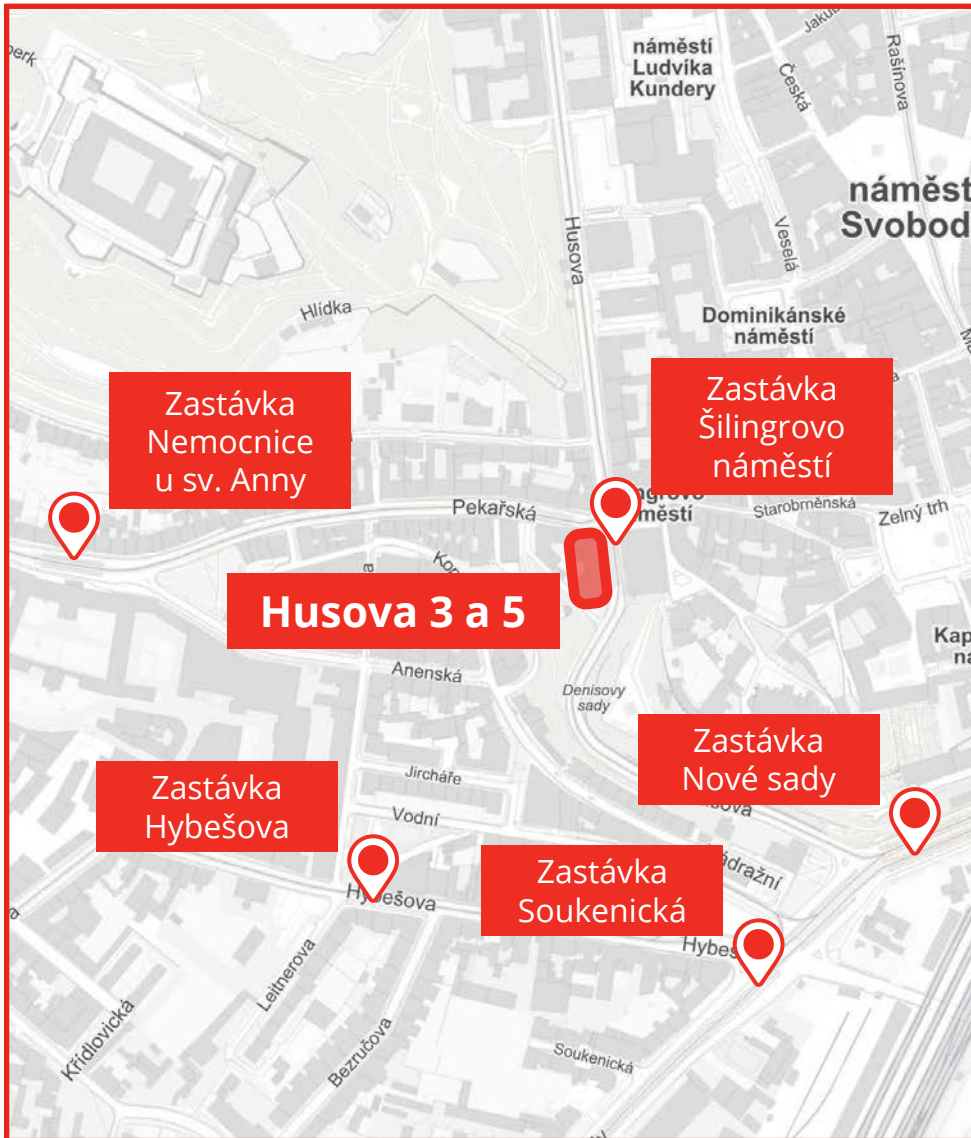 náměstí
Ludvíka
Kundery
Česká
Rašínova
Husova
Veselá
Hlídka
Dominikánské
náměstí
Zastávka
Nemocnice
u sv. Anny
Zastávka
Šilingrovo
náměstí
Pekařská
Starobrněnská
Zelný trh
Husova 3 a 5
Anenská
Denisovy
sady
Zastávka
Nové sady
Jircháře
Zastávka
Hybešova
Vodní
Zastávka
Soukenická
Hybešova
Leitnerova
Křídlovická
Bezručova
Soukenická